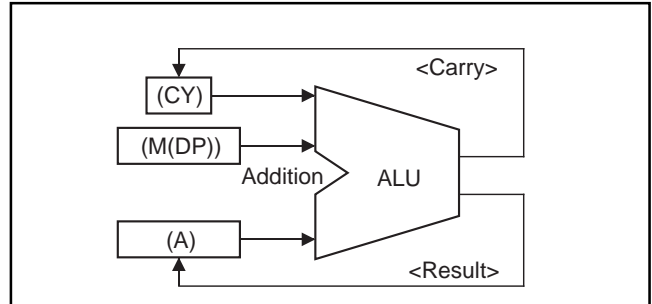 <Carry>
(CY)
(M(DP))
Addition
ALU
(A)
<Result>